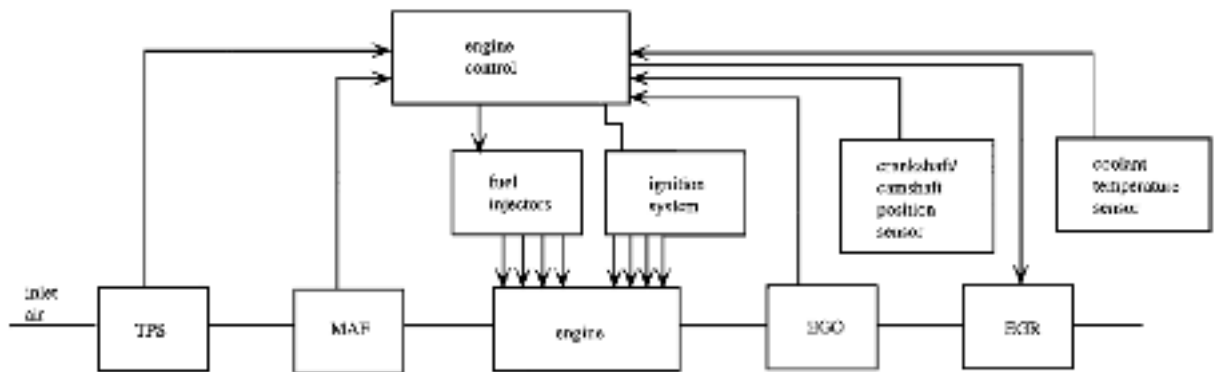 engine
control
fuel
injectors
ignition
system
crankshaft/
camshaft
position
sensor
coolant
temperature
sensor
inlet
air
TPS
MAF
engine
EGO
EGR